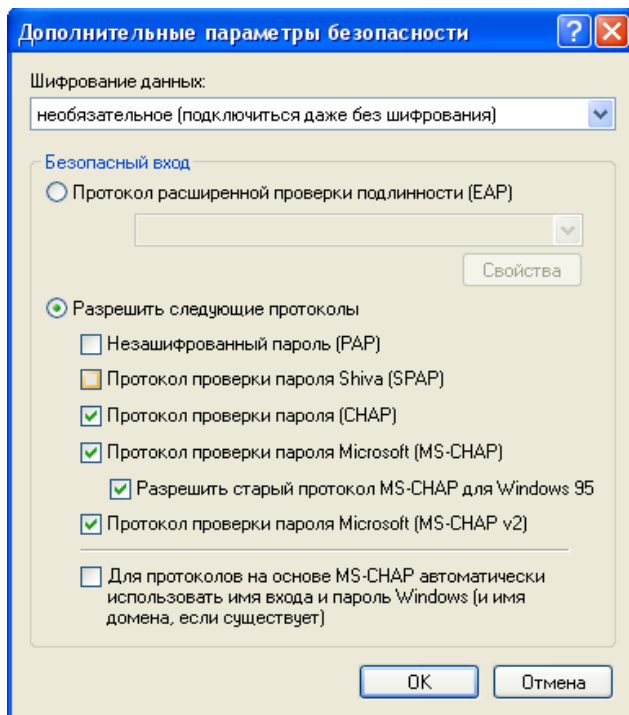 Дополнительные параметры безопасности
Шифрование данных:
необязательное (подключиться даже без шифрования)
Безопасный вход
Протокол расширенной проверки подлинности (EAP)
Свойства
Разрешить следующие протоколы
Незашифрованный пароль (PAP)
Протокол проверки пароля Shiva (SPAP)
Протокол проверки пароля (CHAP)
Протокол проверки пароля Microsoft (MS-CHAP)
Разрешить старый протокол MS-CHAP для Windows 95
Протокол проверки пароля Microsoft (MS-CHAP v2)
Для протоколов на основе MS-CHAP автоматически
использовать имя входа и пароль Windows (и имя
домена, если существует)
ОК
Отмена